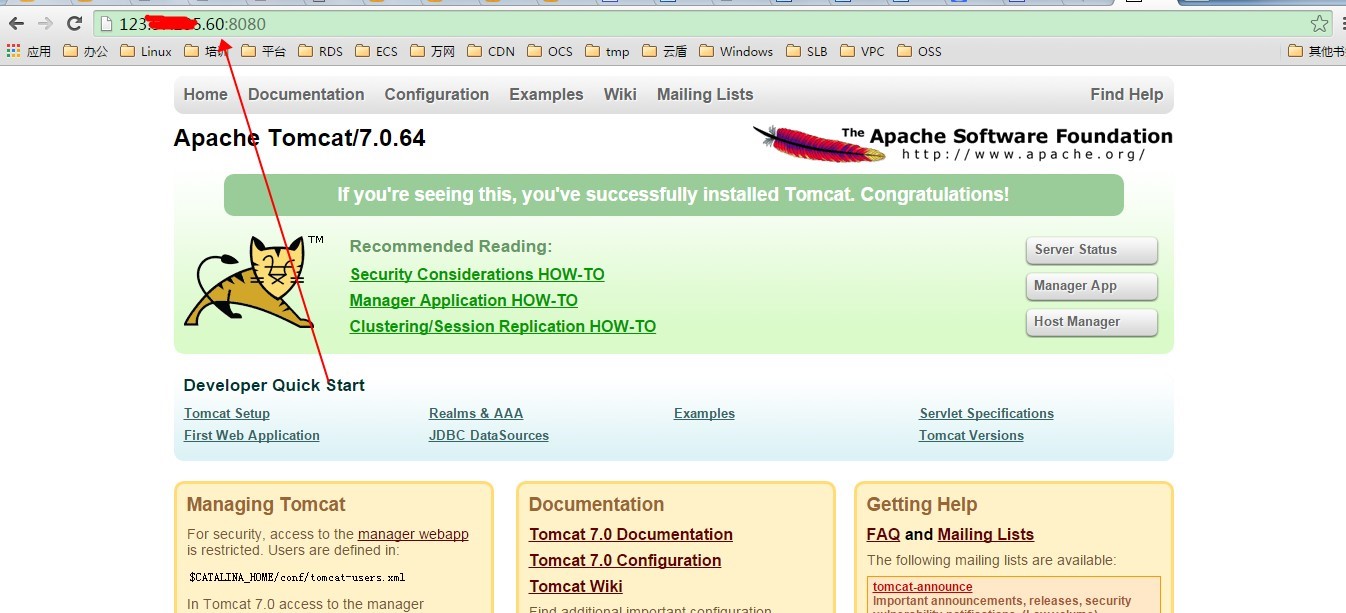 123. 5.60:8080
应用 办公 Linux 平台 RDS ECS 万网 CDN OCS tmp 云盾 Windows SLB VPC OSS 其他书
Home Documentation Configuration Examples Wiki Mailing Lists Find Help
Apache Tomcat/7.0.64
The Apache Software Foundation
http://www.apache.org/
If you're seeing this, you've successfully installed Tomcat. Congratulations!
TM
Recommended Reading:
Security Considerations HOW-TO
Manager Application HOW-TO
Clustering/Session Replication HOW-TO
Server Status
Manager App
Host Manager
Developer Quick Start
Tomcat Setup
First Web Application
Realms & AAA
JDBC DataSources
Examples
Servlet Specifications
Tomcat Versions
Managing Tomcat
For security, access to the manager webapp
is restricted. Users are defined in:
$CATALINA_HOME/conf/tomcat-users.xml
In Tomcat 7.0 access to the manager
Documentation
Tomcat 7.0 Documentation
Tomcat 7.0 Configuration
Tomcat Wiki
Find additional important configuration
Getting Help
FAQ and Mailing Lists
The following mailing lists are available:
tomcat-announce
Important announcements, releases, security